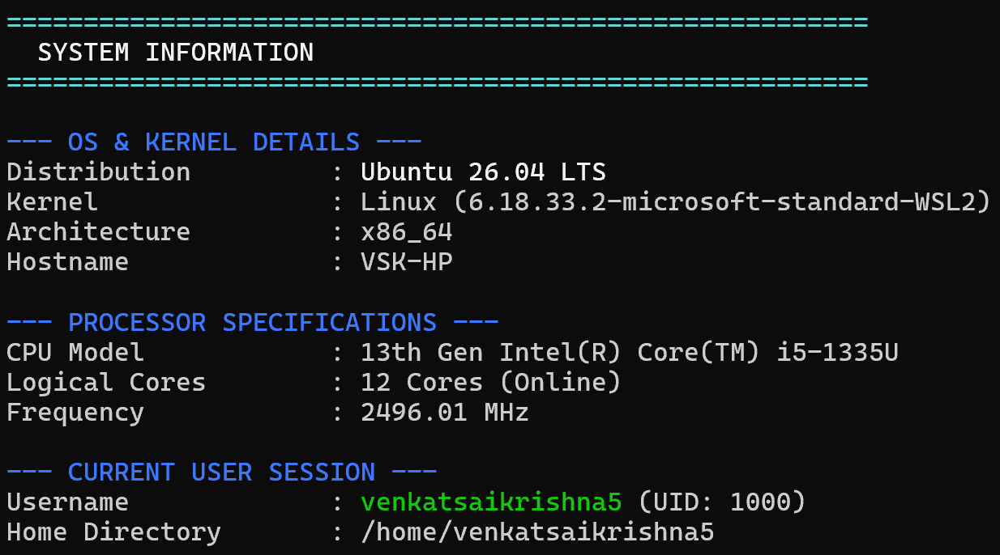 ========================================================
  SYSTEM INFORMATION
========================================================

--- OS & KERNEL DETAILS ---
Distribution         : Ubuntu 26.04 LTS
Kernel               : Linux (6.18.33.2-microsoft-standard-WSL2)
Architecture         : x86_64
Hostname             : VSK-HP

--- PROCESSOR SPECIFICATIONS ---
CPU Model            : 13th Gen Intel(R) Core(TM) i5-1335U
Logical Cores        : 12 Cores (Online)
Frequency            : 2496.01 MHz

--- CURRENT USER SESSION ---
Username             : venkatsaikrishna5 (UID: 1000)
Home Directory       : /home/venkatsaikrishna5